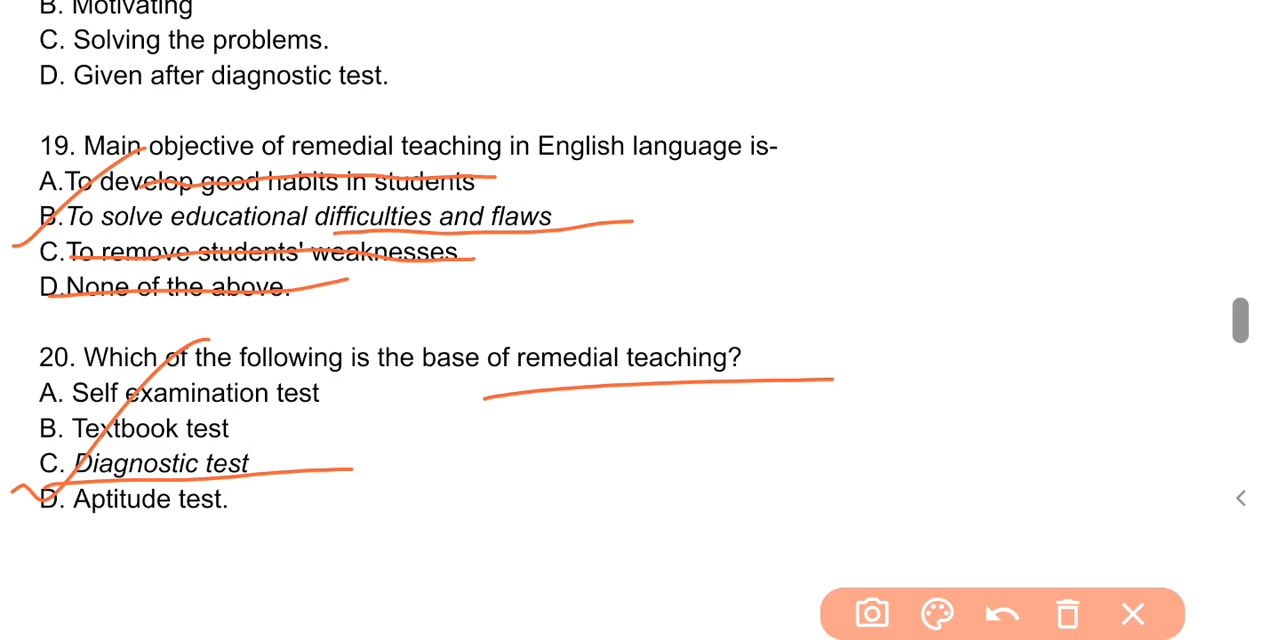 B. Motivating
C. Solving the problems.
D. Given after diagnostic test.
19. Main objective of remedial teaching in English language is-
A.To develop good habits in students
B.To solve educational difficulties and flaws
C.To remove students' weaknesses
D.None of the above.
20. Which of the following is the base of remedial teaching?
A. Self examination test
B. Textbook test
C. Diagnostic test
D. Aptitude test.